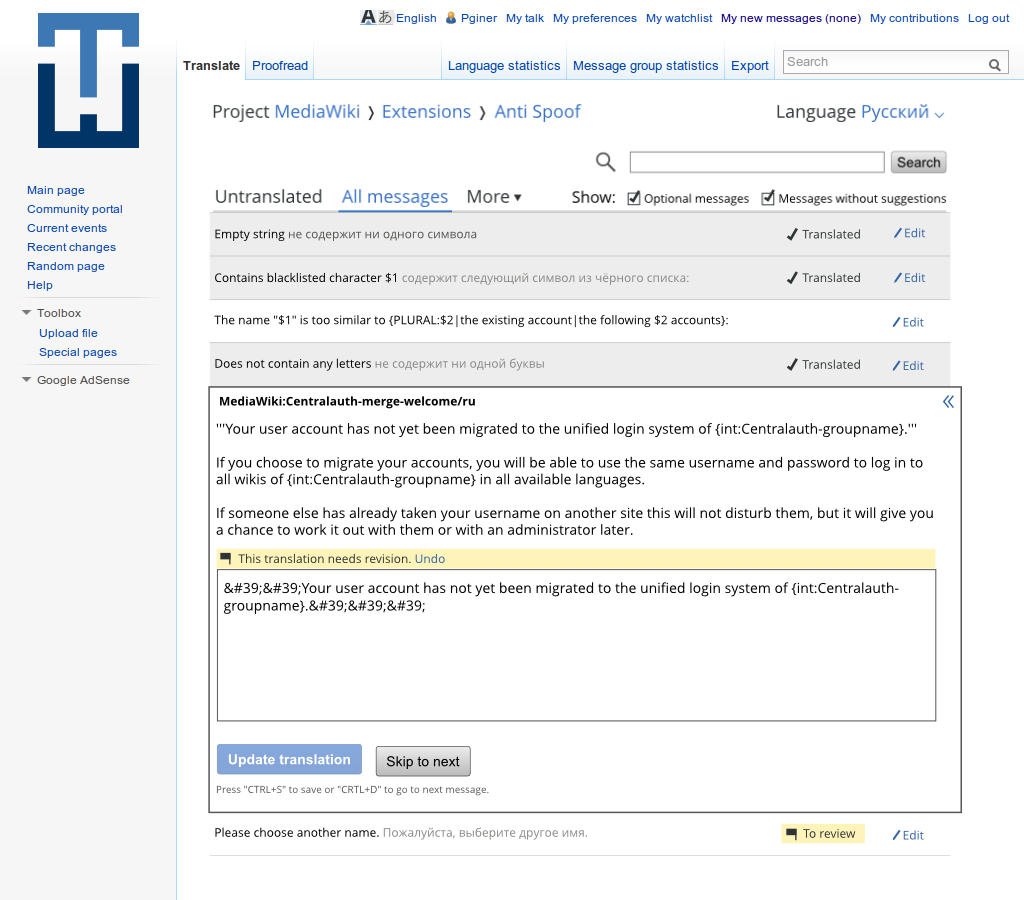 Aあ English Pginer My talk My preferences My watchlist My new messages (none) My contributions Log out
Translate Proofread Language statistics Message group statistics Export Search
Project MediaWiki ❭ Extensions ❭ Anti Spoof Language Русский
Search
Untranslated All messages More ▾ Show: Optional messages Messages without suggestions
Main page
Community portal
Current events
Recent changes
Random page
Help
Toolbox
Upload file
Special pages
Google AdSense
Empty string не содержит ни одного символа Translated Edit
Contains blacklisted character $1 содержит следующий символ из чёрного списка: Translated Edit
The name "$1" is too similar to {PLURAL:$2|the existing account|the following $2 accounts}: Edit
Does not contain any letters не содержит ни одной буквы Translated Edit
MediaWiki:Centralauth-merge-welcome/ru «
'''Your user account has not yet been migrated to the unified login system of {int:Centralauth-groupname}.'''
If you choose to migrate your accounts, you will be able to use the same username and password to log in to
all wikis of {int:Centralauth-groupname} in all available languages.
If someone else has already taken your username on another site this will not disturb them, but it will give you
a chance to work it out with them or with an administrator later.
This translation needs revision. Undo
&#39;&#39;Your user account has not yet been migrated to the unified login system of {int:Centralauth-
groupname}.&#39;&#39;&#39;
Update translation Skip to next
Press "CTRL+S" to save or "CRTL+D" to go to next message.
Please choose another name. Пожалуйста, выберите другое имя. To review Edit